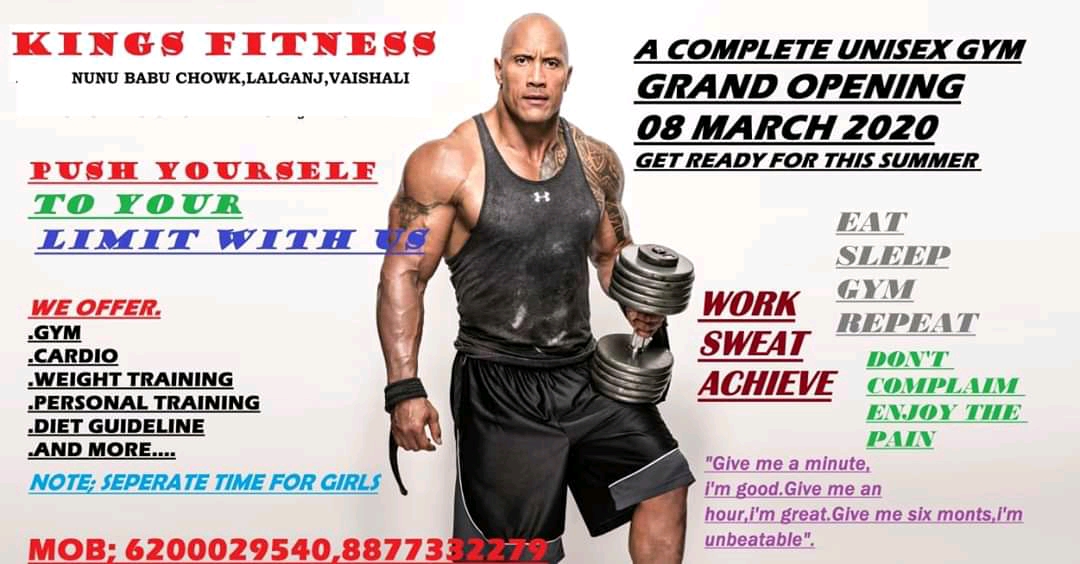 KINGS FITNESS
NUNU BABU CHOWK,LALGANJ,VAISHALI
PUSH YOURSELF
TO YOUR
LIMIT WITH US
WE OFFER.
.GYM
.CARDIO
.WEIGHT TRAINING
.PERSONAL TRAINING
.DIET GUIDELINE
.AND MORE....
NOTE; SEPERATE TIME FOR GIRLS
MOB; 6200029540,8877332279
A COMPLETE UNISEX GYM
GRAND OPENING
08 MARCH 2020
GET READY FOR THIS SUMMER
EAT
SLEEP
GYM
REPEAT
WORK
SWEAT
ACHIEVE
DON'T
COMPLAIM
ENJOY THE
PAIN
"Give me a minute,
i'm good.Give me an
hour,i'm great.Give me six monts,i'm
unbeatable".